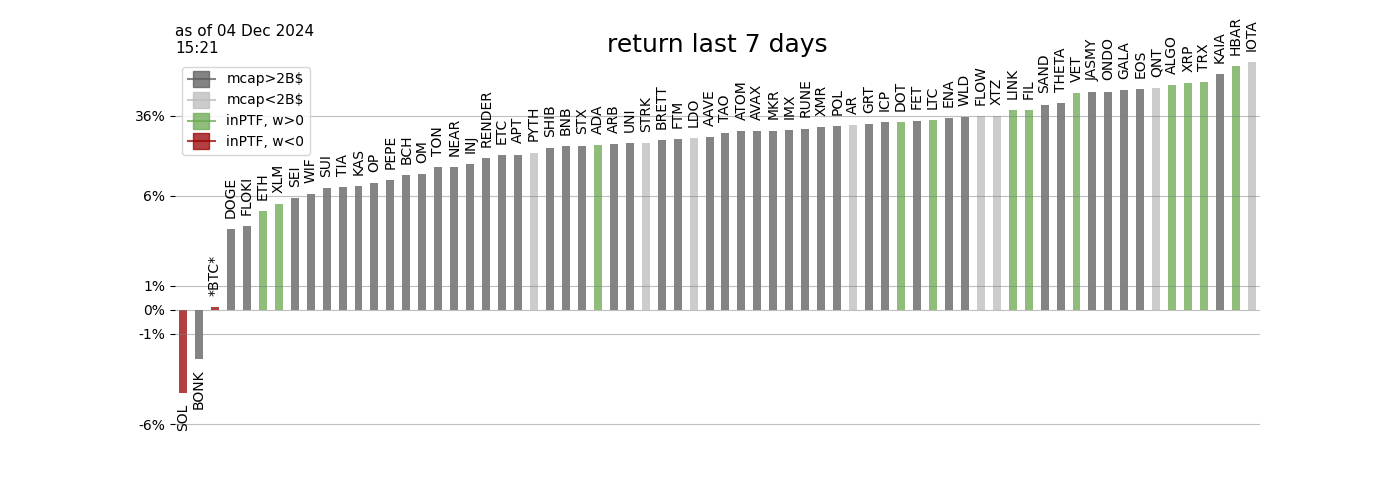 as of 04 Dec 2024
15:21
return last 7 days
mcap>2B$
mcap<2B$
inPTF, w>0
inPTF, w<0
36%
6%
1%
0%
-1%
-6%
SOL
BONK
*BTC*
DOGE
FLOKI
ETH
XLM
SEI
WIF
SUI
TIA
KAS
OP
PEPE
BCH
OM
TON
NEAR
INJ
RENDER
ETC
APT
PYTH
SHIB
BNB
STX
ADA
ARB
UNI
STRK
BRETT
FTM
LDO
AAVE
TAO
ATOM
AVAX
MKR
IMX
RUNE
XMR
POL
AR
GRT
ICP
DOT
FET
LTC
ENA
WLD
FLOW
XTZ
LINK
FIL
SAND
THETA
VET
JASMY
ONDO
GALA
EOS
QNT
ALGO
XRP
TRX
KAIA
HBAR
IOTA